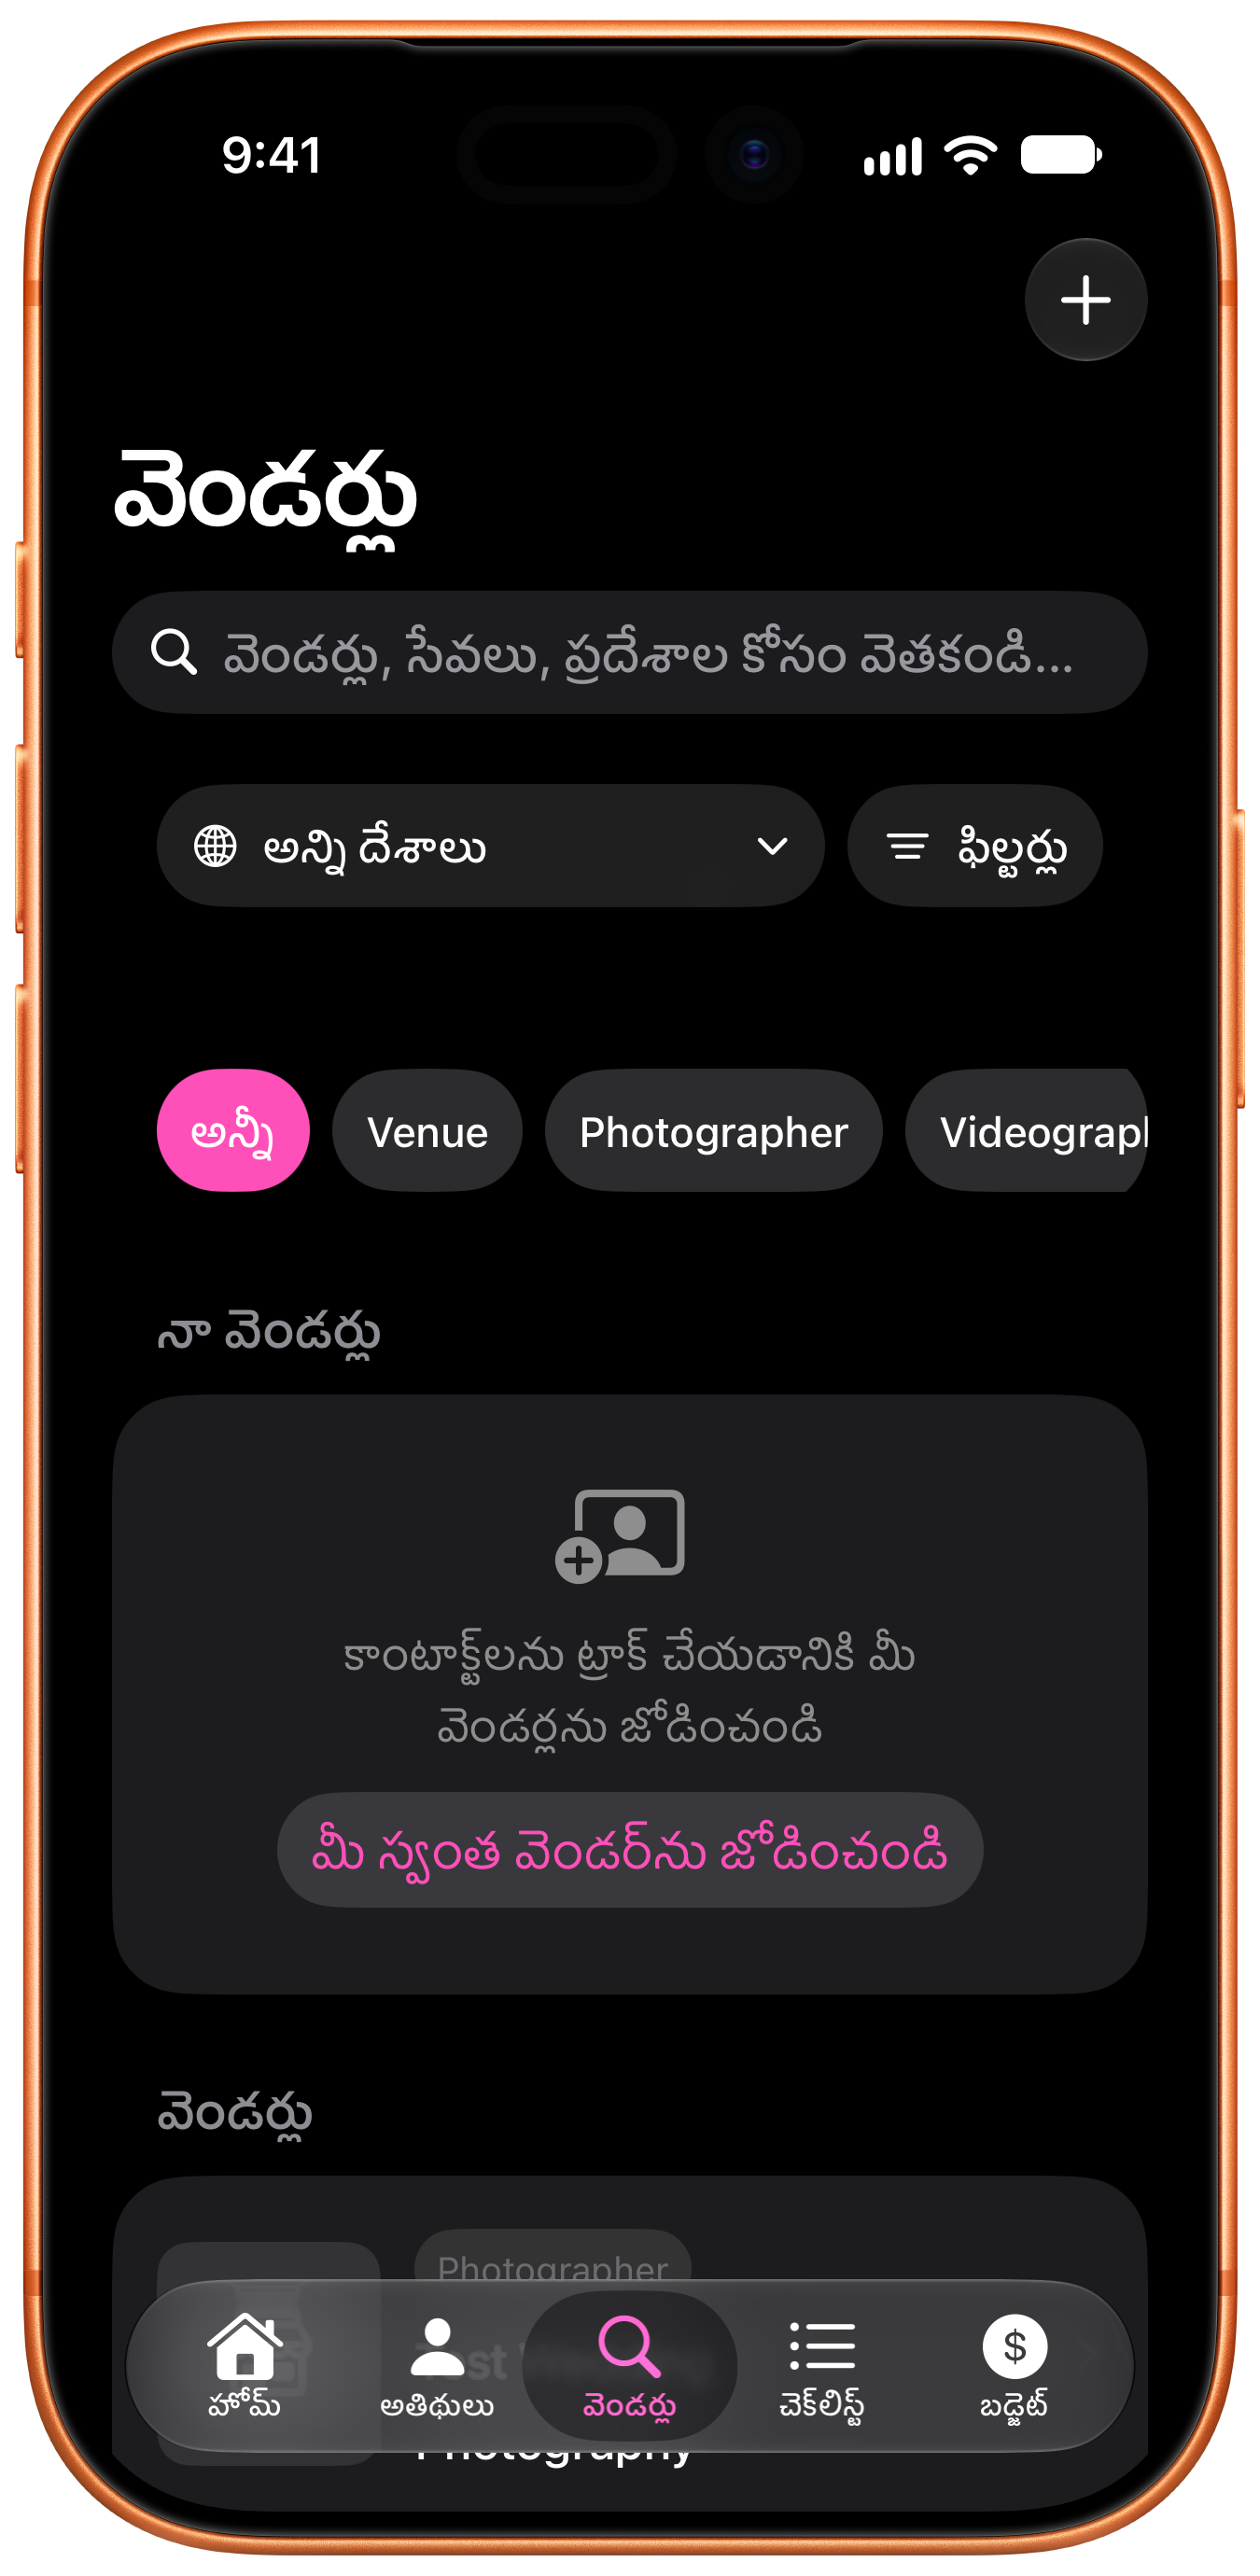 9:41
వెండర్లు
వెండర్లు, సేవలు, ప్రదేశాల కోసం వెతకండి...
అన్ని దేశాలు
ఫిల్టర్లు
అన్నీ
Venue
Photographer
నా వెండర్లు
కాంటాక్ట్‌లను ట్రాక్ చేయడానికి మీ
వెండర్లను జోడించండి
మీ స్వంత వెండర్‌ను జోడించండి
వెండర్లు
Photographer
హోమ్
అతిథులు
వెండర్లు
చెక్‌లిస్ట్
బడ్జెట్
Photography